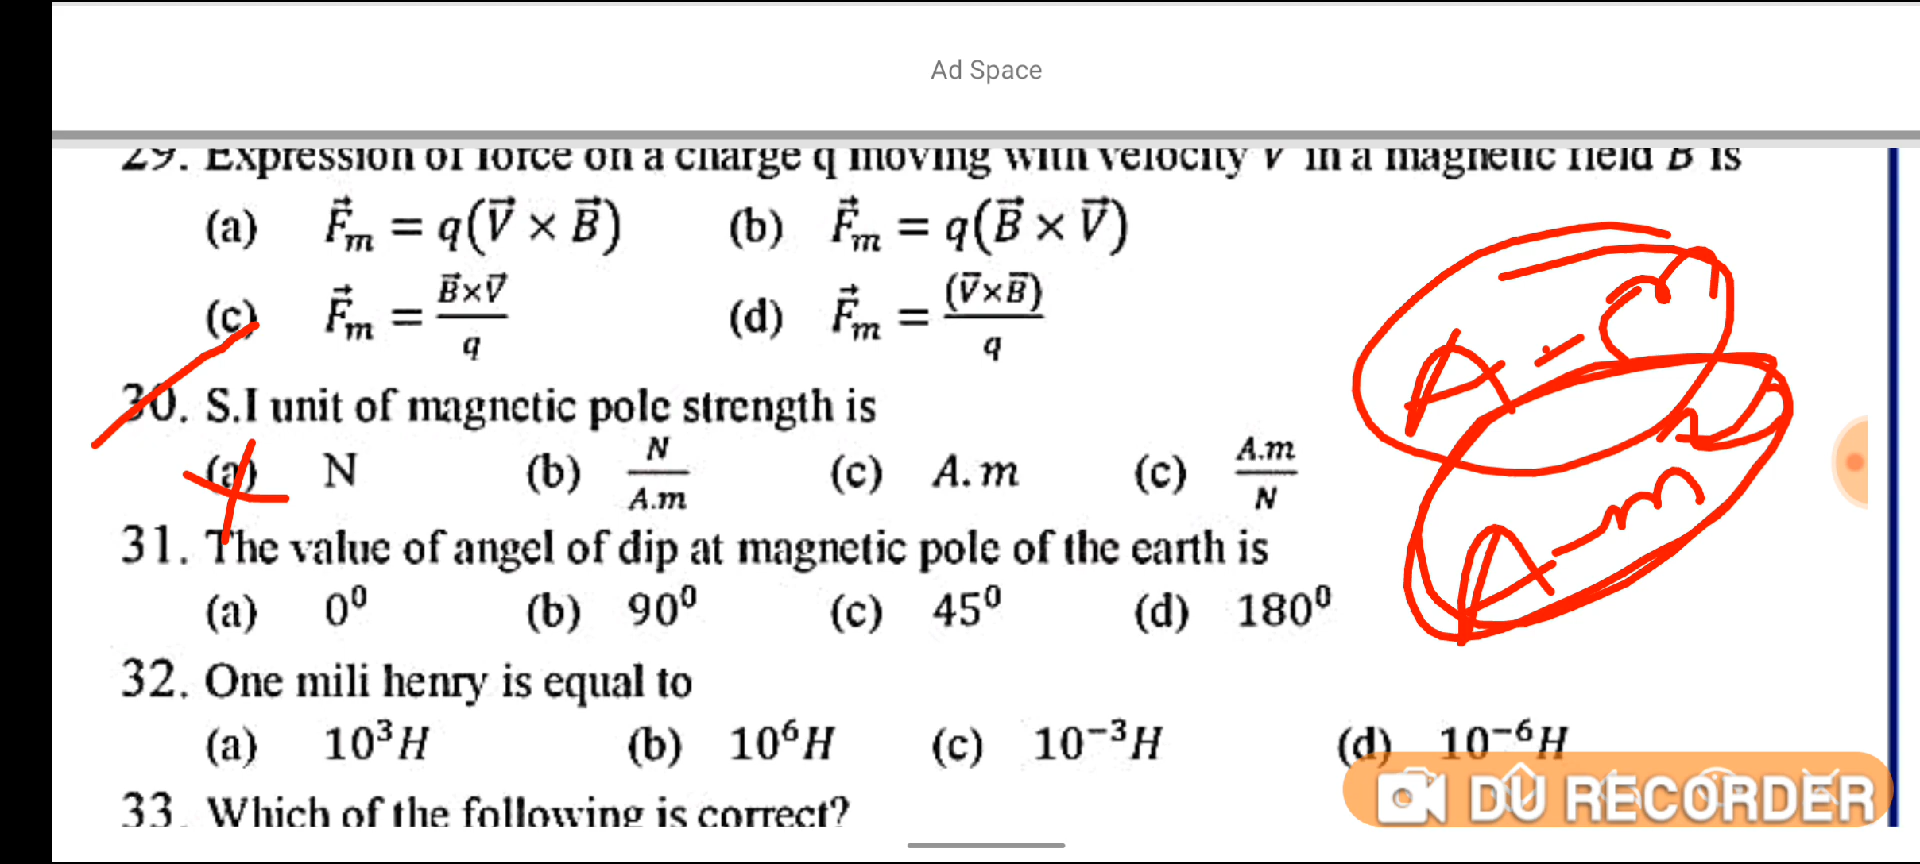 Ad Space
29. Expression of force on a charge q moving with velocity V in a magnetic field B is
(a) F⃗m = q(V⃗ × B⃗) (b) F⃗m = q(B⃗ × V⃗)
(c) F⃗m = B⃗×V⃗/q (d) F⃗m = (V⃗×B⃗)/q
30. S.I unit of magnetic pole strength is
(a) N (b) N/A.m (c) A.m (c) A.m/N
31. The value of angel of dip at magnetic pole of the earth is
(a) 0⁰ (b) 90⁰ (c) 45⁰ (d) 180⁰
32. One mili henry is equal to
(a) 10³H (b) 10⁶H (c) 10⁻³H (d) 10⁻⁶H
33. Which of the following is correct?
A-m
DU RECORDER